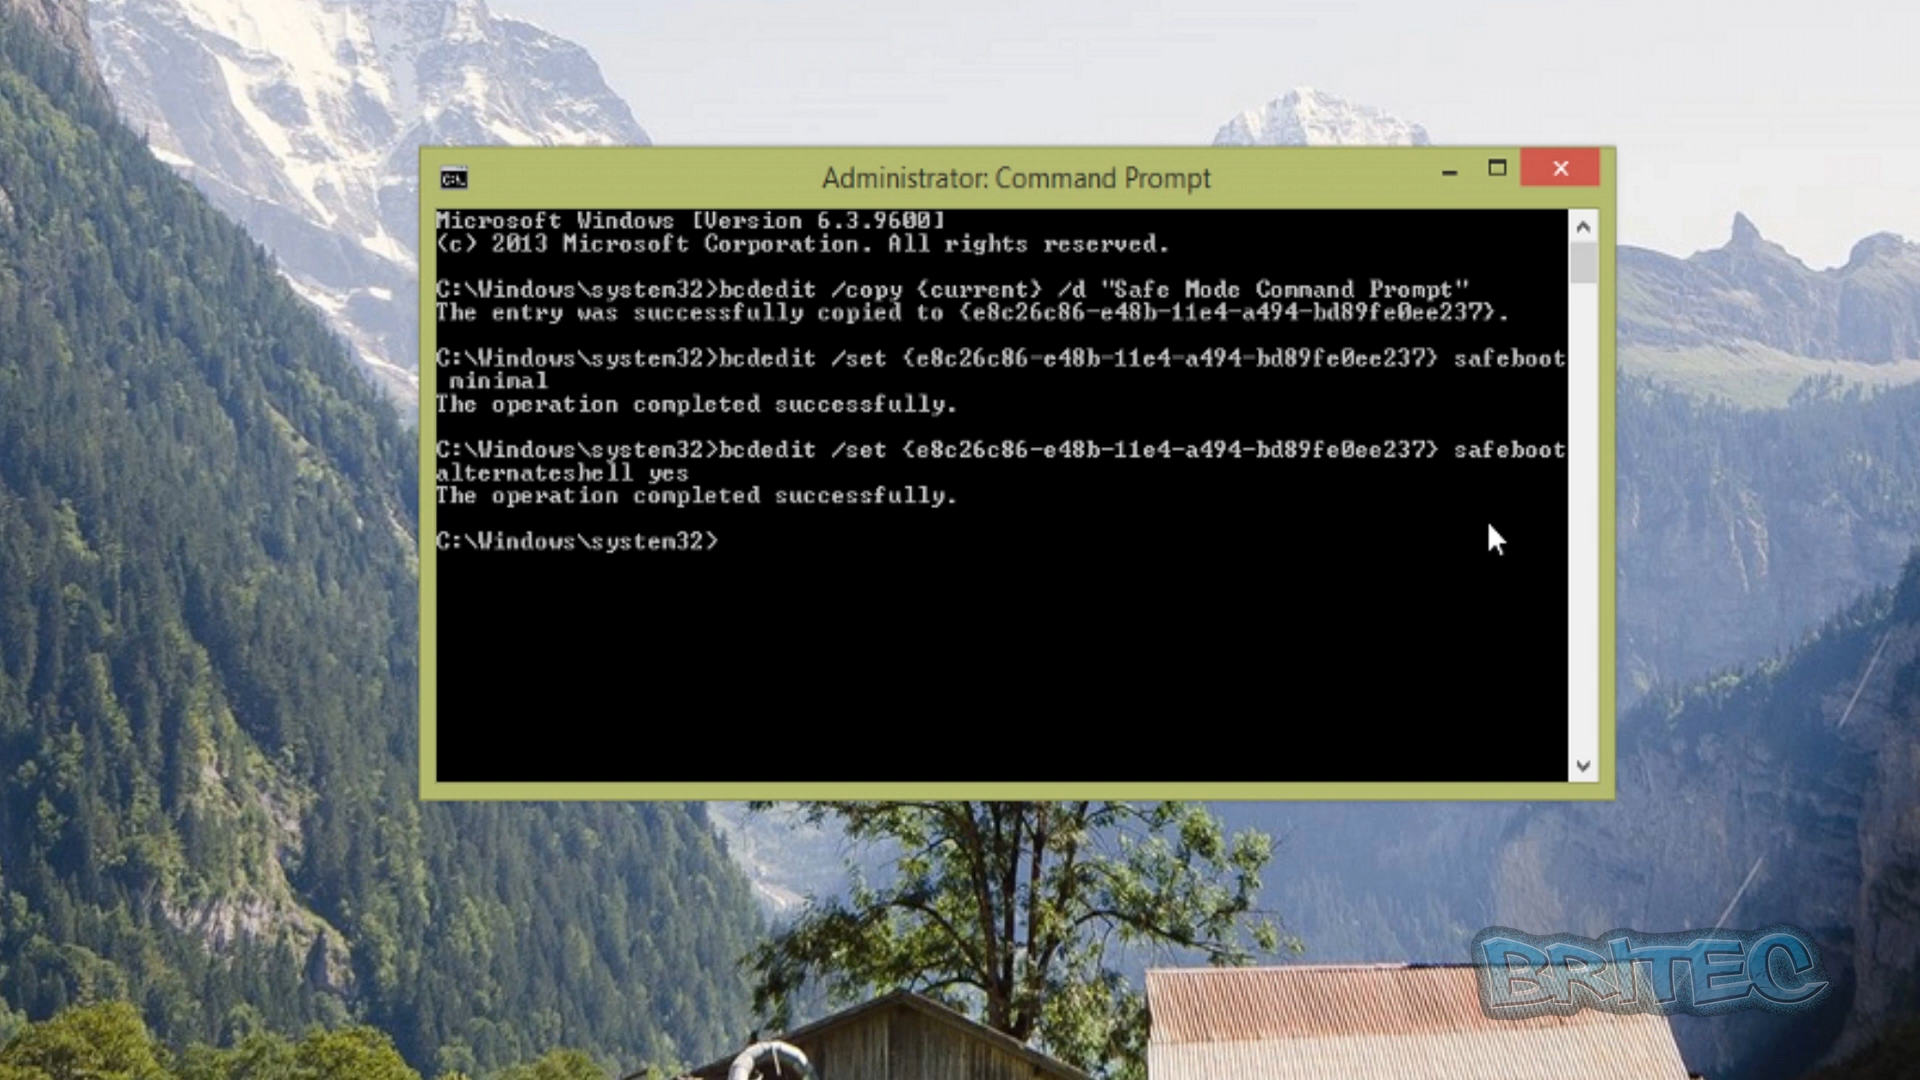 Administrator: Command Prompt
Microsoft Windows [Version 6.3.9600]
(c) 2013 Microsoft Corporation. All rights reserved.
C:\Windows\system32>bcdedit /copy {current} /d "Safe Mode Command Prompt"
The entry was successfully copied to {e8c26c86-e48b-11e4-a494-bd89fe0ee237}.
C:\Windows\system32>bcdedit /set {e8c26c86-e48b-11e4-a494-bd89fe0ee237} safeboot
 minimal
The operation completed successfully.
C:\Windows\system32>bcdedit /set {e8c26c86-e48b-11e4-a494-bd89fe0ee237} safeboot
alternateshell yes
The operation completed successfully.
C:\Windows\system32>
BRITEC